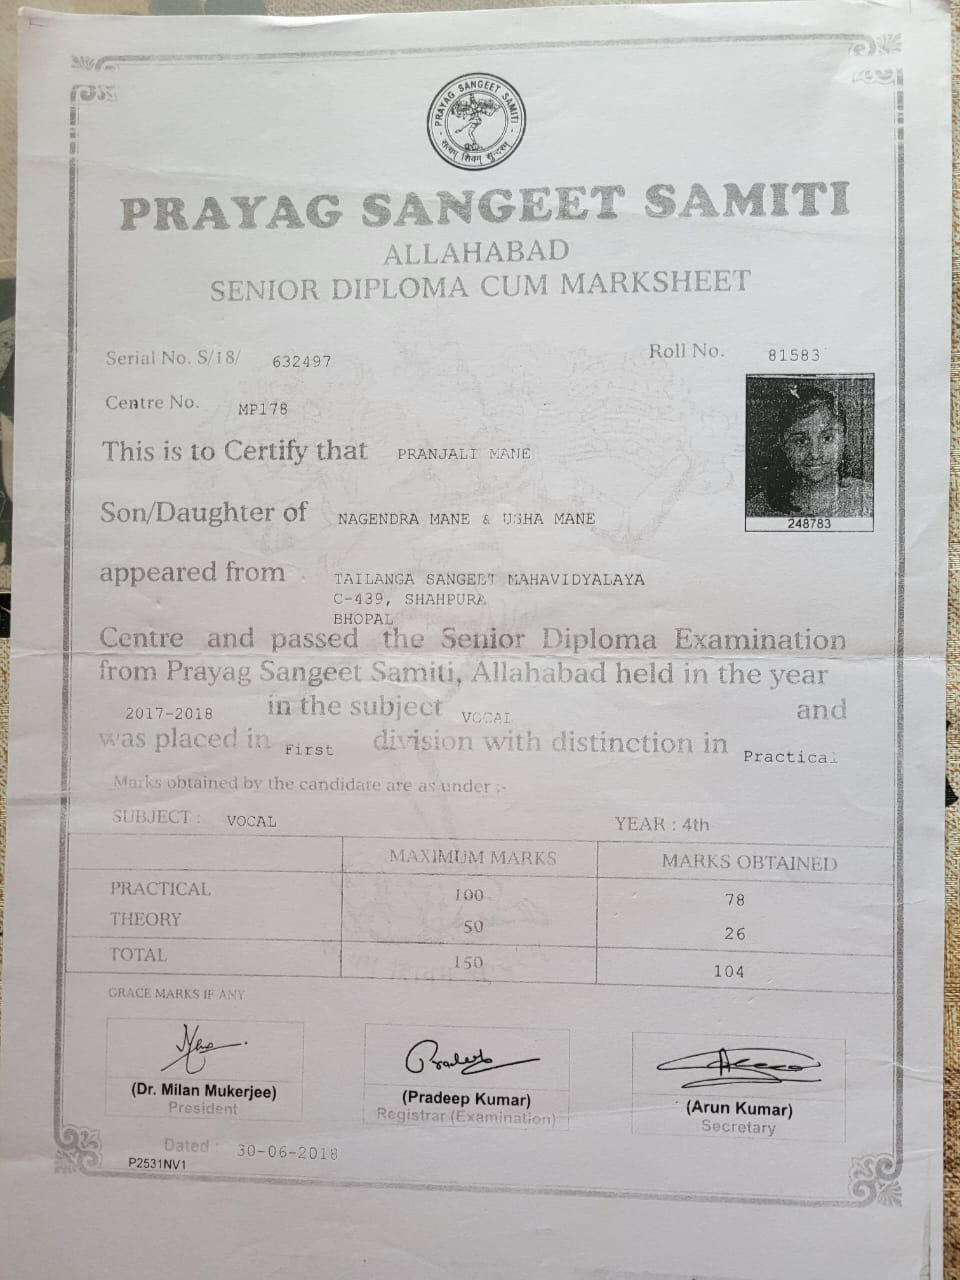 PRAYAG SANGEET SAMITI
सत्यम् शिवम् सुन्दरम्
PRAYAG SANGEET SAMITI
ALLAHABAD
SENIOR DIPLOMA CUM MARKSHEET
Serial No. S/18/ 632497
Roll No. 81583
Centre No. MP178
This is to Certify that PRANJALI MANE
248783
Son/Daughter of NAGENDRA MANE & USHA MANE
appeared from TAILANGA SANGEET MAHAVIDYALAYA
C-439, SHAHPURA
BHOPAL
Centre and passed the Senior Diploma Examination
from Prayag Sangeet Samiti, Allahabad held in the year
2017-2018 in the subject VOCAL and
was placed in First division with distinction in Practical
Marks obtained by the candidate are as under :-
SUBJECT : VOCAL YEAR : 4th
MAXIMUM MARKS MARKS OBTAINED
PRACTICAL 100 78
THEORY 50 26
TOTAL 150 104
GRACE MARKS IF ANY
(Dr. Milan Mukerjee) (Pradeep Kumar) (Arun Kumar)
President Registrar (Examination) Secretary
Dated : 30-06-2018
P2531NV1